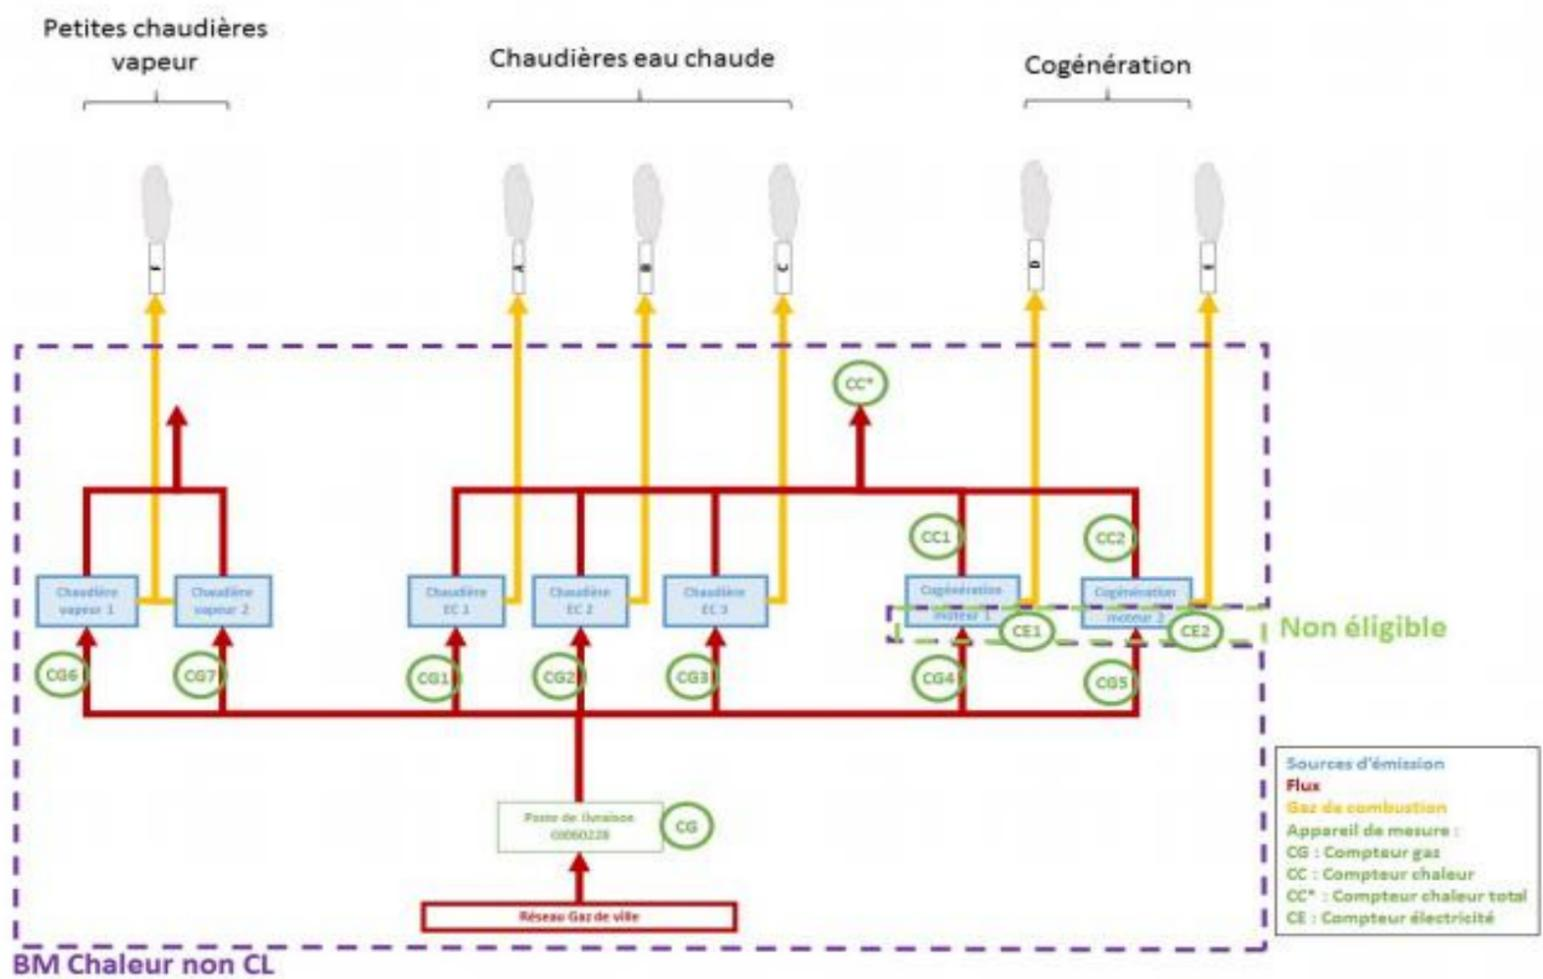 Petites chaudières
vapeur
Chaudières eau chaude
Cogénération
F
A
B
C
D
E
CC*
CC1
CC2
Chaudière
vapeur 1
Chaudière
vapeur 2
Chaudière
EC 1
Chaudière
EC 2
Chaudière
EC 3
Cogénération
moteur 1
Cogénération
moteur 2
CE1
CE2
Non éligible
CG6
CG7
CG1
CG2
CG3
CG4
CG5
Poste de livraison
CG
Réseau Gaz de ville
Sources d'émission
Flux
Gaz de combustion
Appareil de mesure :
CG : Compteur gaz
CC : Compteur chaleur
CC* : Compteur chaleur total
CE : Compteur électricité
BM Chaleur non CL